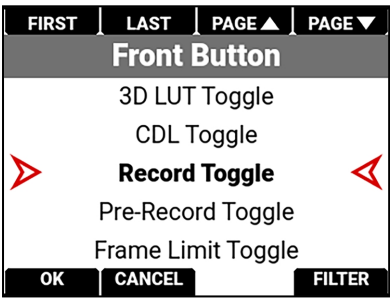 FIRST LAST PAGE▲ PAGE▼
Front Button
3D LUT Toggle
CDL Toggle
Record Toggle
Pre-Record Toggle
Frame Limit Toggle
OK CANCEL FILTER